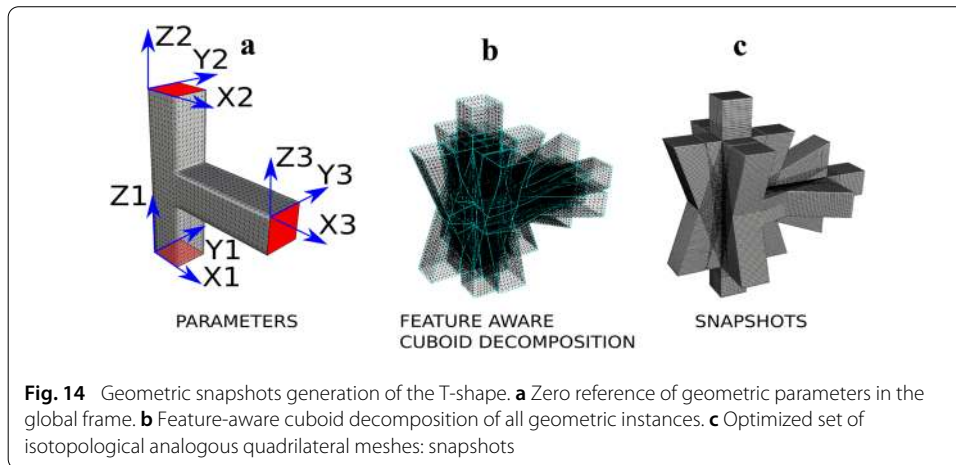 a
b
c
Z2
Y2
X2
Z3
Y3
X3
Z1
Y1
X1
PARAMETERS
FEATURE AWARE
CUBOID DECOMPOSITION
SNAPSHOTS
Fig. 14 Geometric snapshots generation of the T-shape. a Zero reference of geometric parameters in the
global frame. b Feature-aware cuboid decomposition of all geometric instances. c Optimized set of
isotopological analogous quadrilateral meshes: snapshots